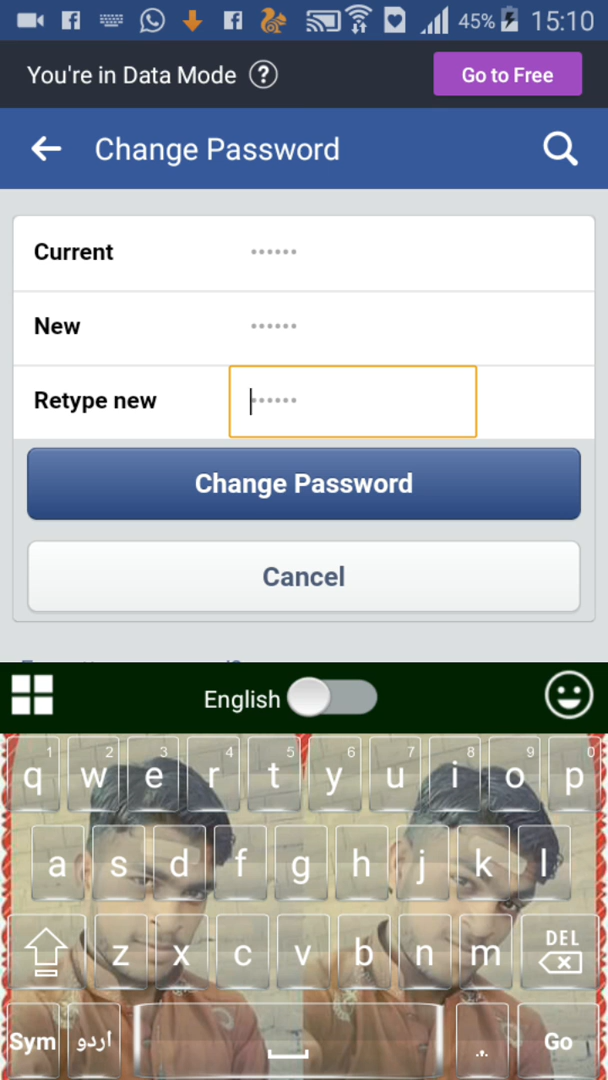 45% 15:10
You're in Data Mode ? Go to Free
Change Password
Current ••••••
New ••••••
Retype new ••••••
Change Password
Cancel
English
1 2 3 4 5 6 7 8 9 0
q w e r t y u i o p
a s d f g h j k l
z x c v b n m DEL
Sym اردو Go